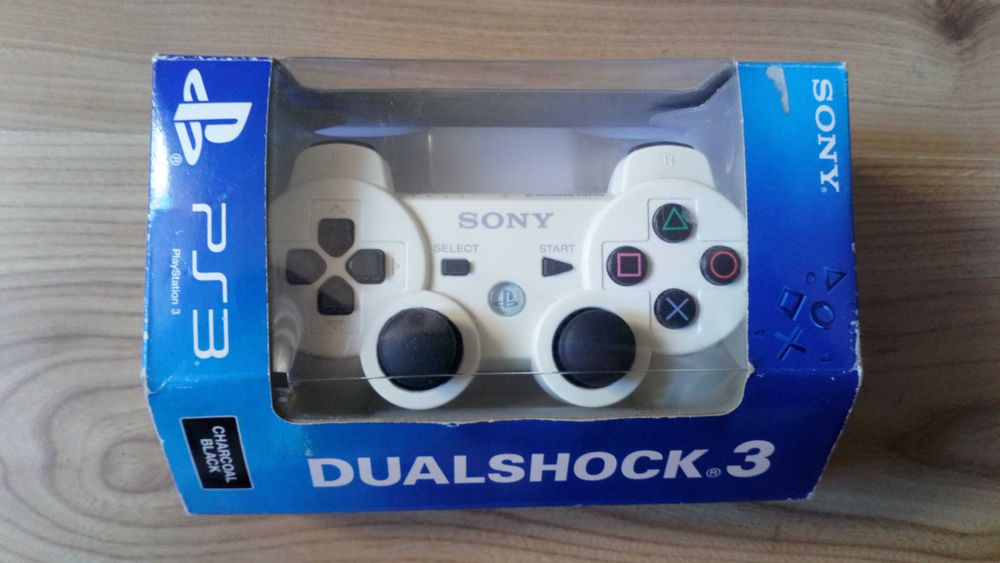 PS3
PlayStation 3
CHARCOAL
BLACK
SONY
SELECT
START
SONY
DUALSHOCK® 3